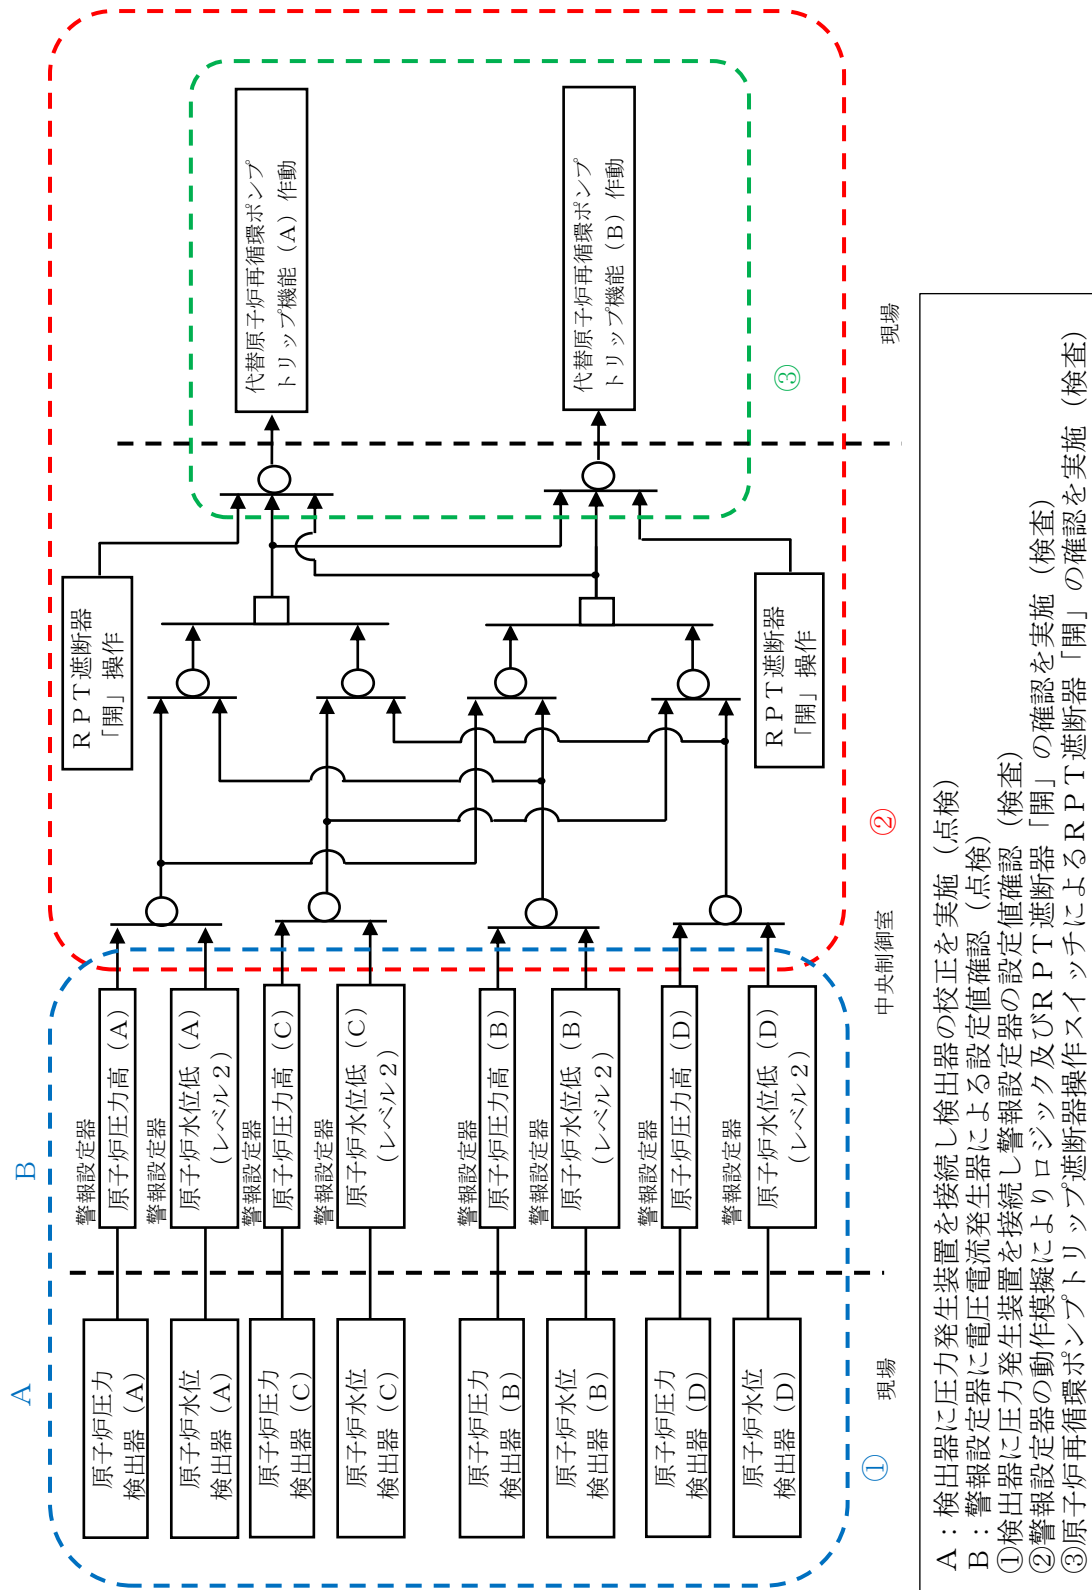 A
B
原子炉圧力
検出器(A)
原子炉水位
検出器(A)
原子炉圧力
検出器(C)
原子炉水位
検出器(C)
原子炉圧力
検出器(B)
原子炉水位
検出器(B)
原子炉圧力
検出器(D)
原子炉水位
検出器(D)
警報設定器
原子炉圧力高(A)
警報設定器
原子炉水位低(A)
(レベル2)
警報設定器
原子炉圧力高(C)
警報設定器
原子炉水位低(C)
(レベル2)
警報設定器
原子炉圧力高(B)
警報設定器
原子炉水位低(B)
(レベル2)
警報設定器
原子炉圧力高(D)
警報設定器
原子炉水位低(D)
(レベル2)
RPT遮断器
「開」操作
RPT遮断器
「開」操作
代替原子炉再循環ポンプ
トリップ機能(A)作動
代替原子炉再循環ポンプ
トリップ機能(B)作動
①
②
③
現場
中央制御室
現場
A:検出器に圧力発生装置を接続し検出器の校正を実施(点検)
B:警報設定器に電圧電流発生器による設定値確認(点検)
①検出器に圧力発生装置を接続し警報設定器の設定値確認(検査)
②警報設定器の動作模擬によりロジック及びRPT遮断器「開」の確認を実施(検査)
③原子炉再循環ポンプトリップ遮断器操作スイッチによるRPT遮断器「開」の確認を実施(検査)